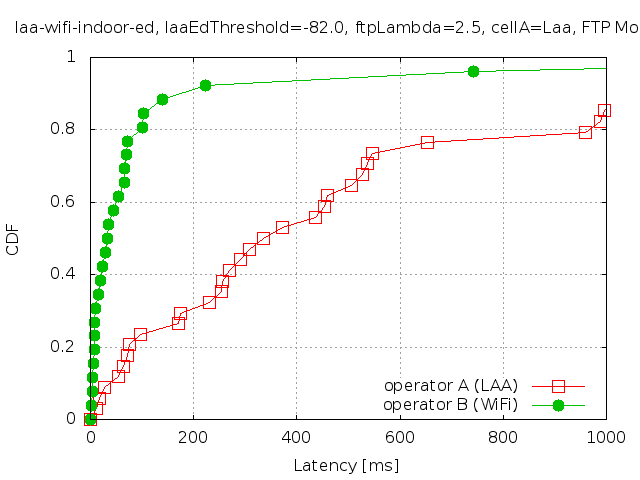 laa-wifi-indoor-ed, laaEdThreshold=-82.0, ftpLambda=2.5, cellA=Laa, FTP Mo
1
0.8
0.6
0.4
0.2
0
CDF
operator A (LAA)
operator B (WiFi)
0 200 400 600 800 1000
Latency [ms]